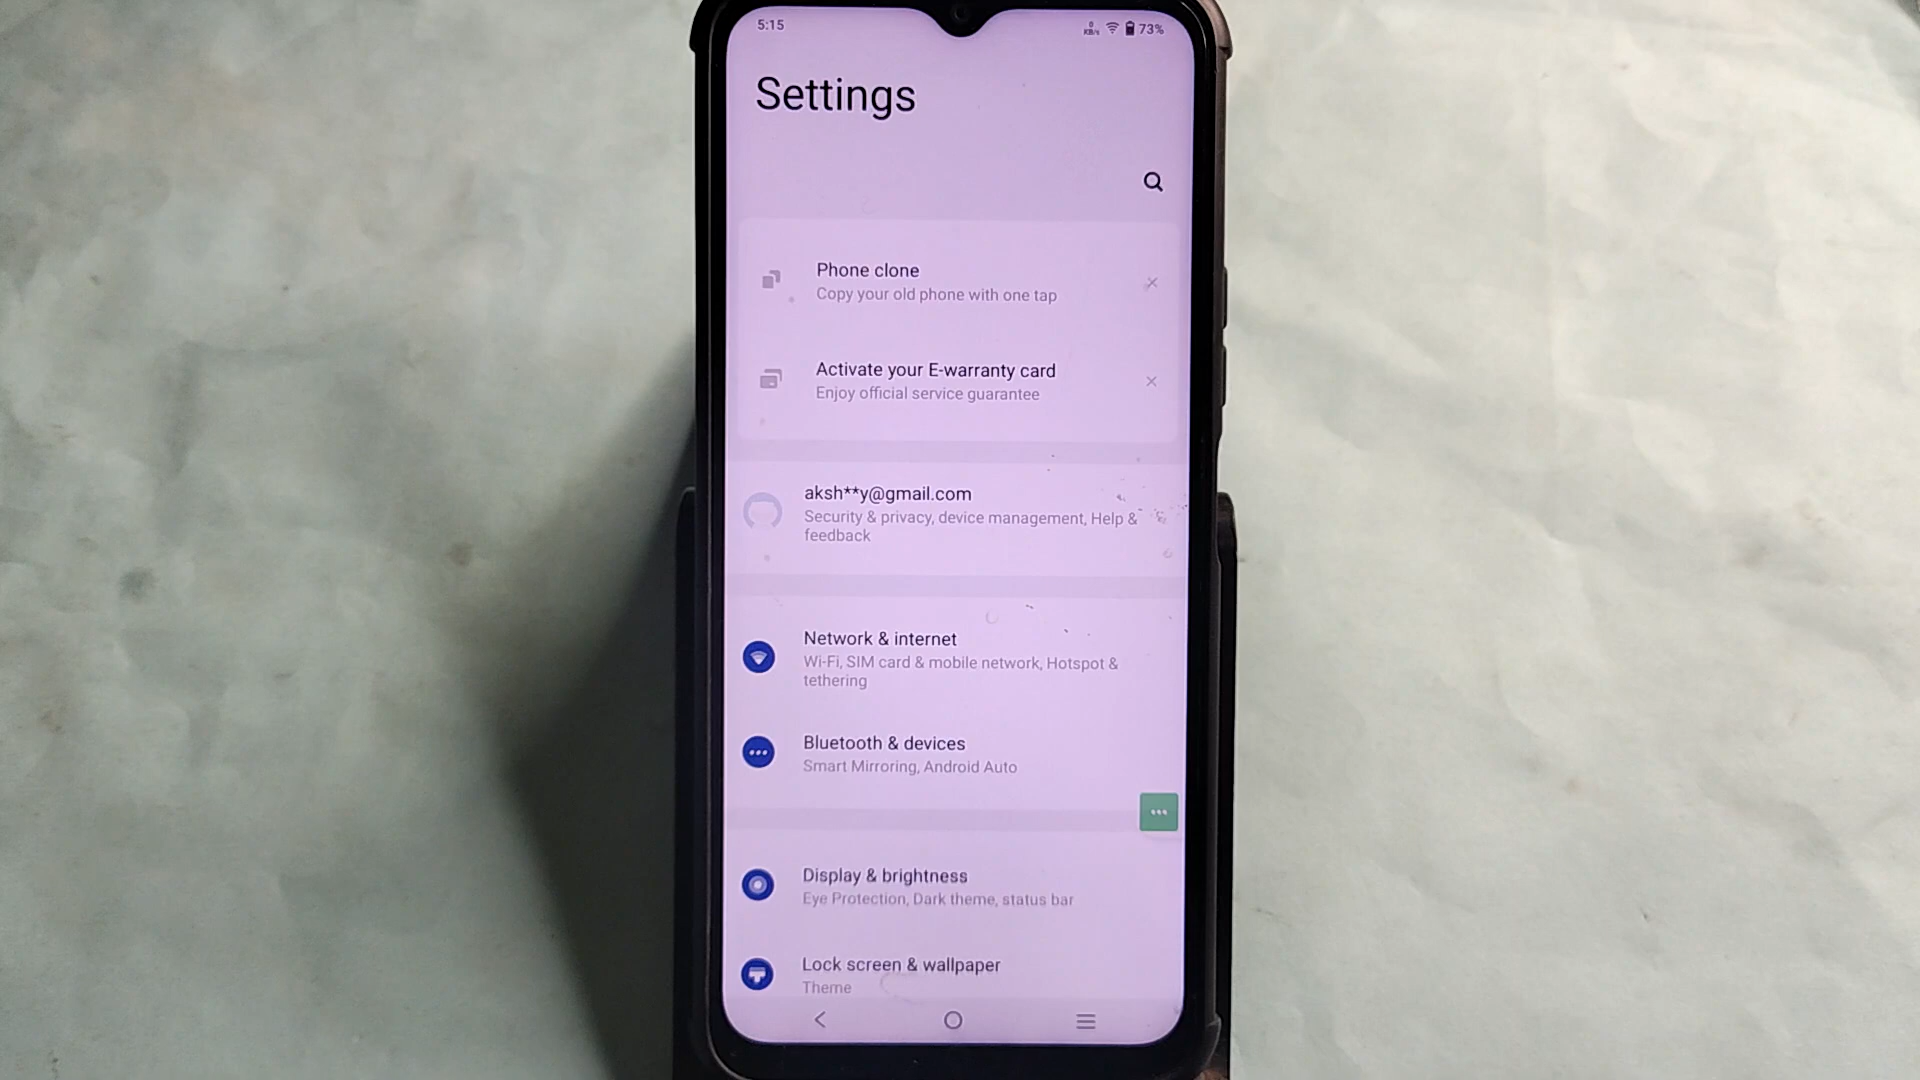 5:15
0
KB/s
73%
Settings
Phone clone
Copy your old phone with one tap
Activate your E-warranty card
Enjoy official service guarantee
aksh**y@gmail.com
Security & privacy, device management, Help &
feedback
Network & internet
Wi-Fi, SIM card & mobile network, Hotspot &
tethering
Bluetooth & devices
Smart Mirroring, Android Auto
Display & brightness
Eye Protection, Dark theme, status bar
Lock screen & wallpaper
Theme